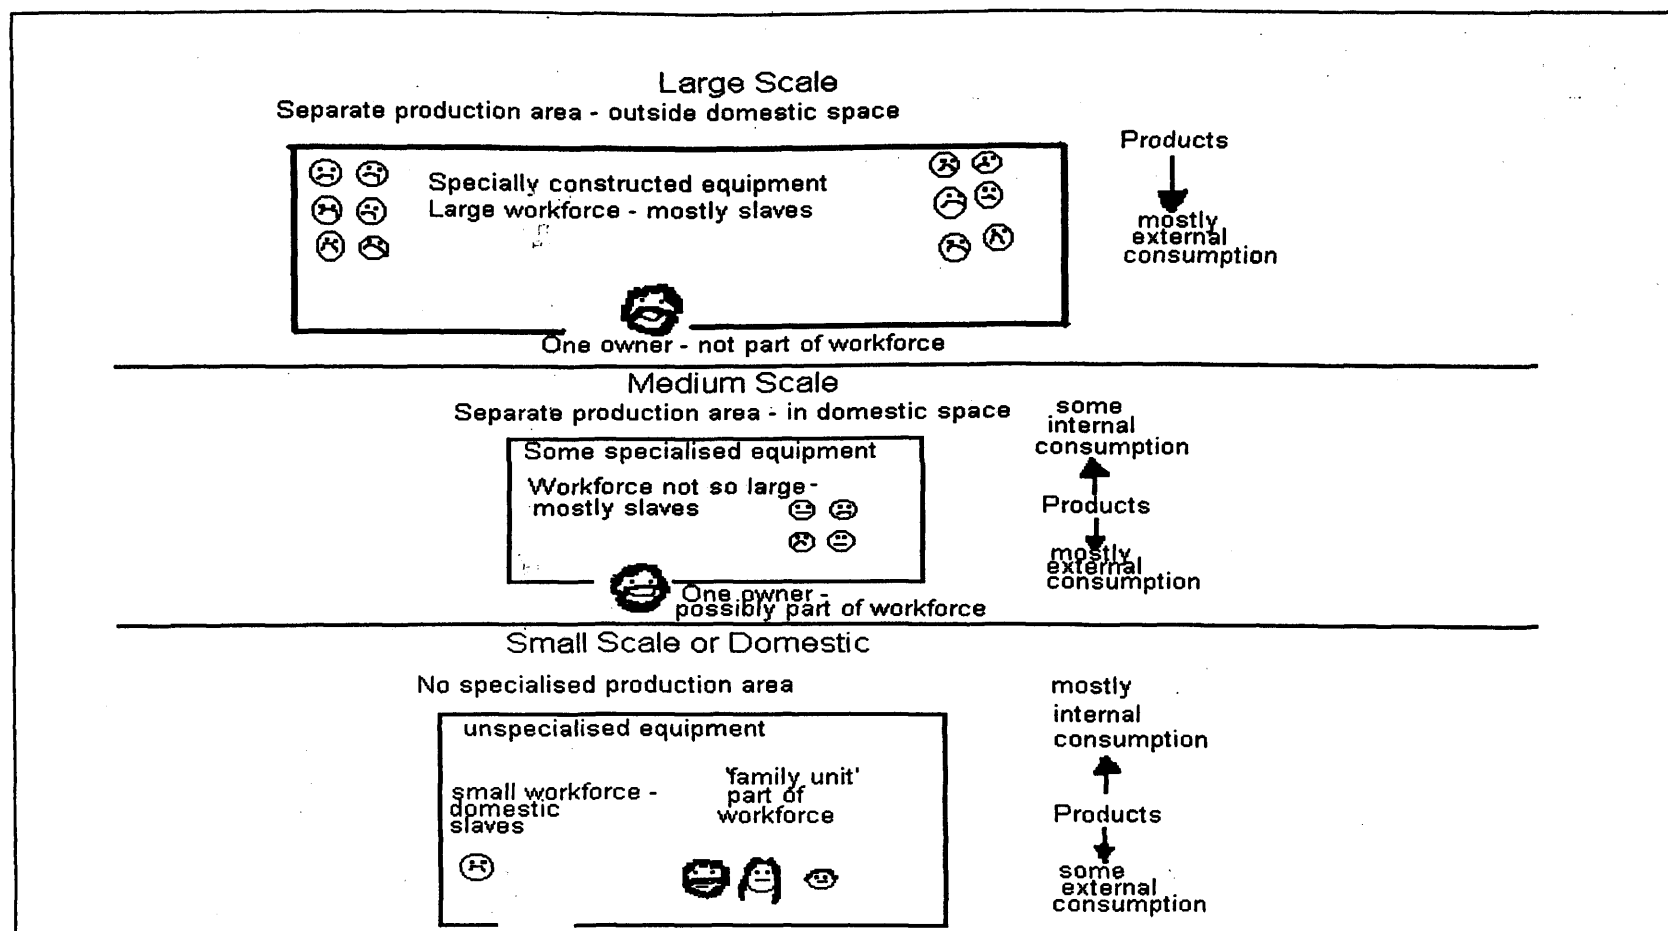 Large Scale
Separate production area - outside domestic space
Specially constructed equipment
Large workforce - mostly slaves
One owner - not part of workforce
Products
mostly
external
consumption
Medium Scale
Separate production area - in domestic space
Some specialised equipment
Workforce not so large-
mostly slaves
One owner -
possibly part of workforce
some
internal
consumption
Products
mostly
external
consumption
Small Scale or Domestic
No specialised production area
unspecialised equipment
small workforce -
domestic
slaves
'family unit'
part of
workforce
mostly
internal
consumption
Products
some
external
consumption